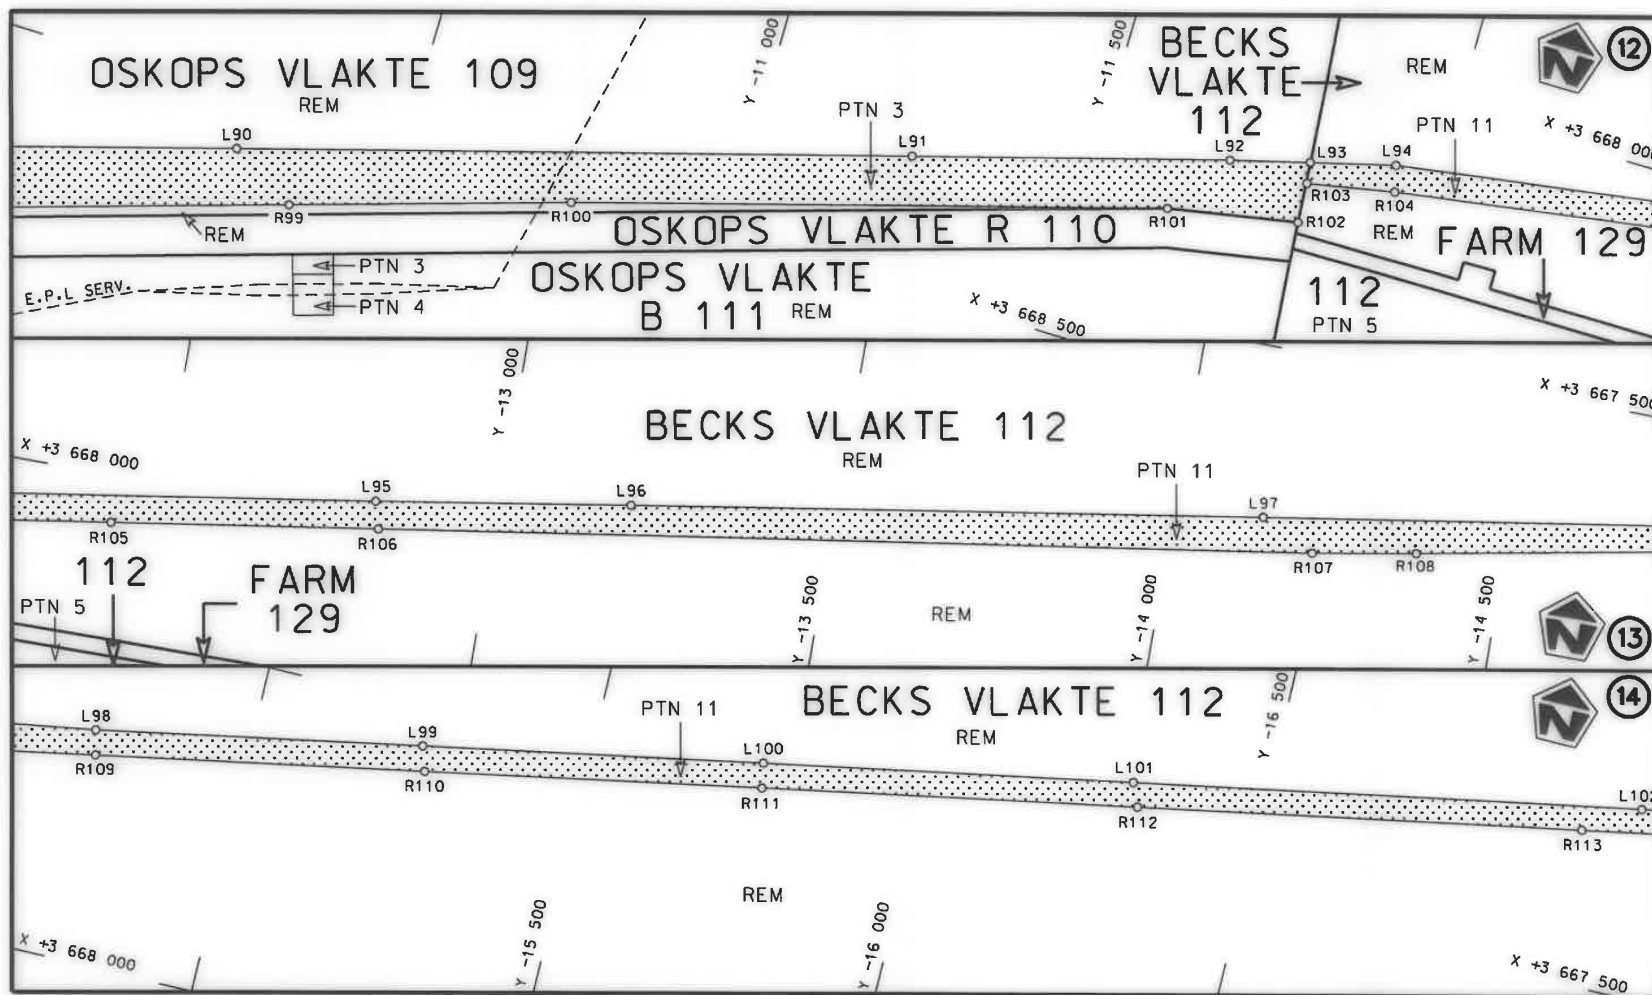 Y -11 000
Y -11 500
BECKS
VLAKTE
112
REM
N
12
OSKOPS VLAKTE 109
REM
PTN 3
PTN 11
X +3 668 000
L90
L91
L92
L93
L94
R99
R100
R101
R102
R103
R104
REM
OSKOPS VLAKTE R 110
REM
FARM 129
PTN 3
E.P.L SERV.
PTN 4
OSKOPS VLAKTE
B 111
REM
X +3 668 500
112
PTN 5
Y -13 000
X +3 667 500
BECKS VLAKTE 112
REM
X +3 668 000
PTN 11
L95
L96
L97
R105
R106
R107
R108
112
PTN 5
FARM
129
REM
Y -13 500
Y -14 000
Y -14 500
N
13
BECKS VLAKTE 112
REM
PTN 11
Y -16 500
N
14
L98
L99
L100
L101
R109
R110
R111
R112
R113
REM
X +3 668 000
Y -15 500
Y -16 000
X +3 667 500